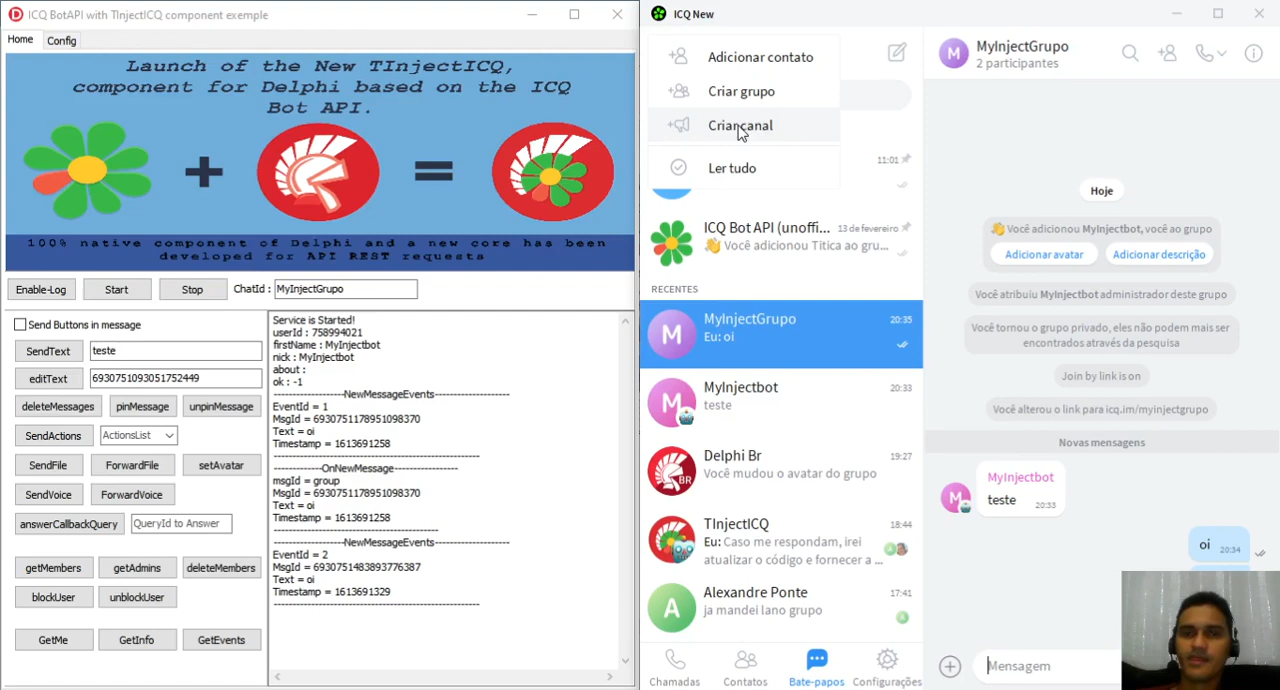 ICQ BotAPI with TInjectICQ component exemple
Home Config
Launch of the New TInjectICQ,
component for Delphi based on the ICQ
Bot API.
100% native component of Delphi and a new core has been
developed for API REST requests
Enable-Log Start Stop ChatId : MyInjectGrupo
Send Buttons in message
SendText teste
editText 6930751093051752449
deleteMessages pinMessage unpinMessage
SendActions ActionsList
SendFile ForwardFile setAvatar
SendVoice ForwardVoice
answerCallbackQuery QueryId to Answer
getMembers getAdmins deleteMembers
blockUser unblockUser
GetMe GetInfo GetEvents
Service is Started!
userId : 758994021
firstName : MyInjectbot
nick : MyInjectbot
about :
ok : -1
--------------------NewMessageEvents---------------------
EventId = 1
MsgId = 6930751178951098370
Text = oi
Timestamp = 1613691258
----------------------------------------------------------
--------------OnNewMessage-----------------
msgId = group
MsgId = 6930751178951098370
Text = oi
Timestamp = 1613691258
----------------------------------------------
--------------------NewMessageEvents---------------------
EventId = 2
MsgId = 6930751483893776387
Text = oi
Timestamp = 1613691329
----------------------------------------------------------
ICQ New
Adicionar contato
Criar grupo
Criar canal
Ler tudo
11:01
ICQ Bot API (unoffi... 13 de fevereiro
👋 Você adicionou Titica ao gru...
RECENTES
M MyInjectGrupo 20:35
Eu: oi
M MyInjectbot 20:33
teste
BR Delphi Br 19:27
Você mudou o avatar do grupo
TInjectICQ 18:44
Eu: Caso me respondam, irei
atualizar o código e fornecer a ...
A Alexandre Ponte 17:41
ja mandei lano grupo
A
Chamadas Contatos Bate-papos Configurações
M MyInjectGrupo
2 participantes
Hoje
👋 Você adicionou MyInjectbot, você ao grupo
Adicionar avatar Adicionar descrição
Você atribuiu MyInjectbot administrador deste grupo
Você tornou o grupo privado, eles não podem mais ser
encontrados através da pesquisa
Join by link is on
Você alterou o link para icq.im/myinjectgrupo
Novas mensagens
MyInjectbot
M teste 20:33
oi 20:34
Mensagem